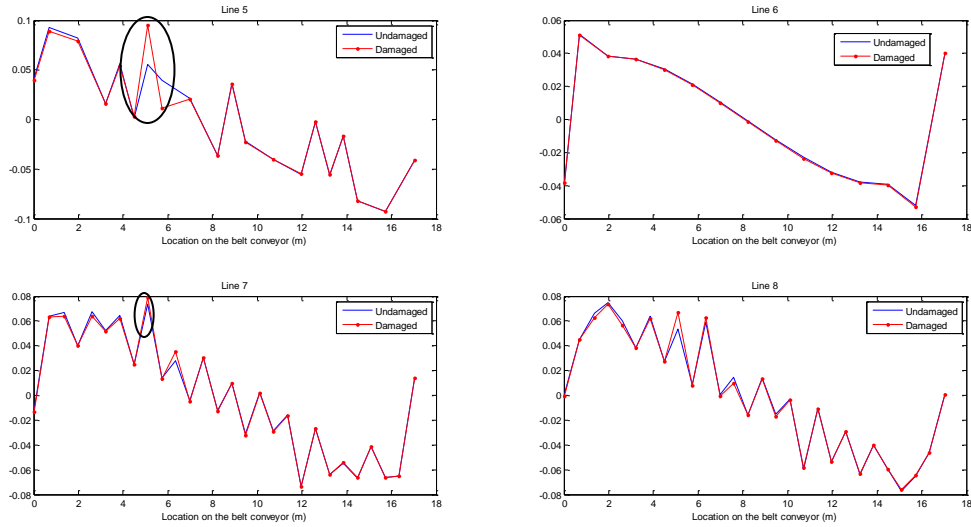 Line 5
0.1
0.05
0
-0.05
-0.1
Undamaged
Damaged
0 2 4 6 8 10 12 14 16 18
Location on the belt conveyor (m)
Line 6
0.06
0.04
0.02
0
-0.02
-0.04
-0.06
Undamaged
Damaged
0 2 4 6 8 10 12 14 16 18
Location on the belt conveyor (m)
Line 7
0.08
0.06
0.04
0.02
0
-0.02
-0.04
-0.06
-0.08
Undamaged
Damaged
0 2 4 6 8 10 12 14 16 18
Location on the belt conveyor (m)
Line 8
0.08
0.06
0.04
0.02
0
-0.02
-0.04
-0.06
-0.08
Undamaged
Damaged
0 2 4 6 8 10 12 14 16 18
Location on the belt conveyor (m)